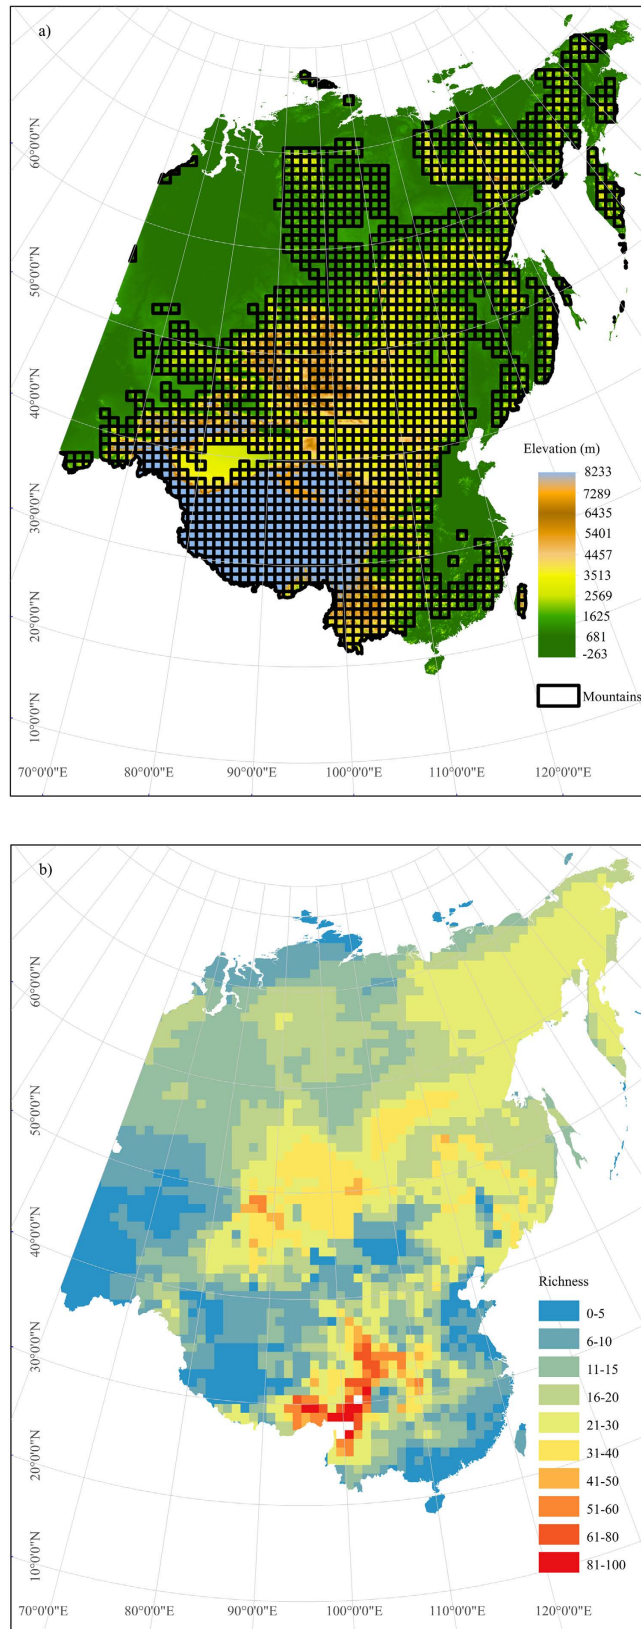 a)
60°0'0"N
50°0'0"N
40°0'0"N
30°0'0"N
20°0'0"N
10°0'0"N
Elevation (m)
8233
7289
6435
5401
4457
3513
2569
1625
681
-263
Mountains
70°0'0"E
80°0'0"E
90°0'0"E
100°0'0"E
110°0'0"E
120°0'0"E
b)
60°0'0"N
50°0'0"N
40°0'0"N
30°0'0"N
20°0'0"N
10°0'0"N
Richness
0-5
6-10
11-15
16-20
21-30
31-40
41-50
51-60
61-80
81-100
70°0'0"E
80°0'0"E
90°0'0"E
100°0'0"E
110°0'0"E
120°0'0"E